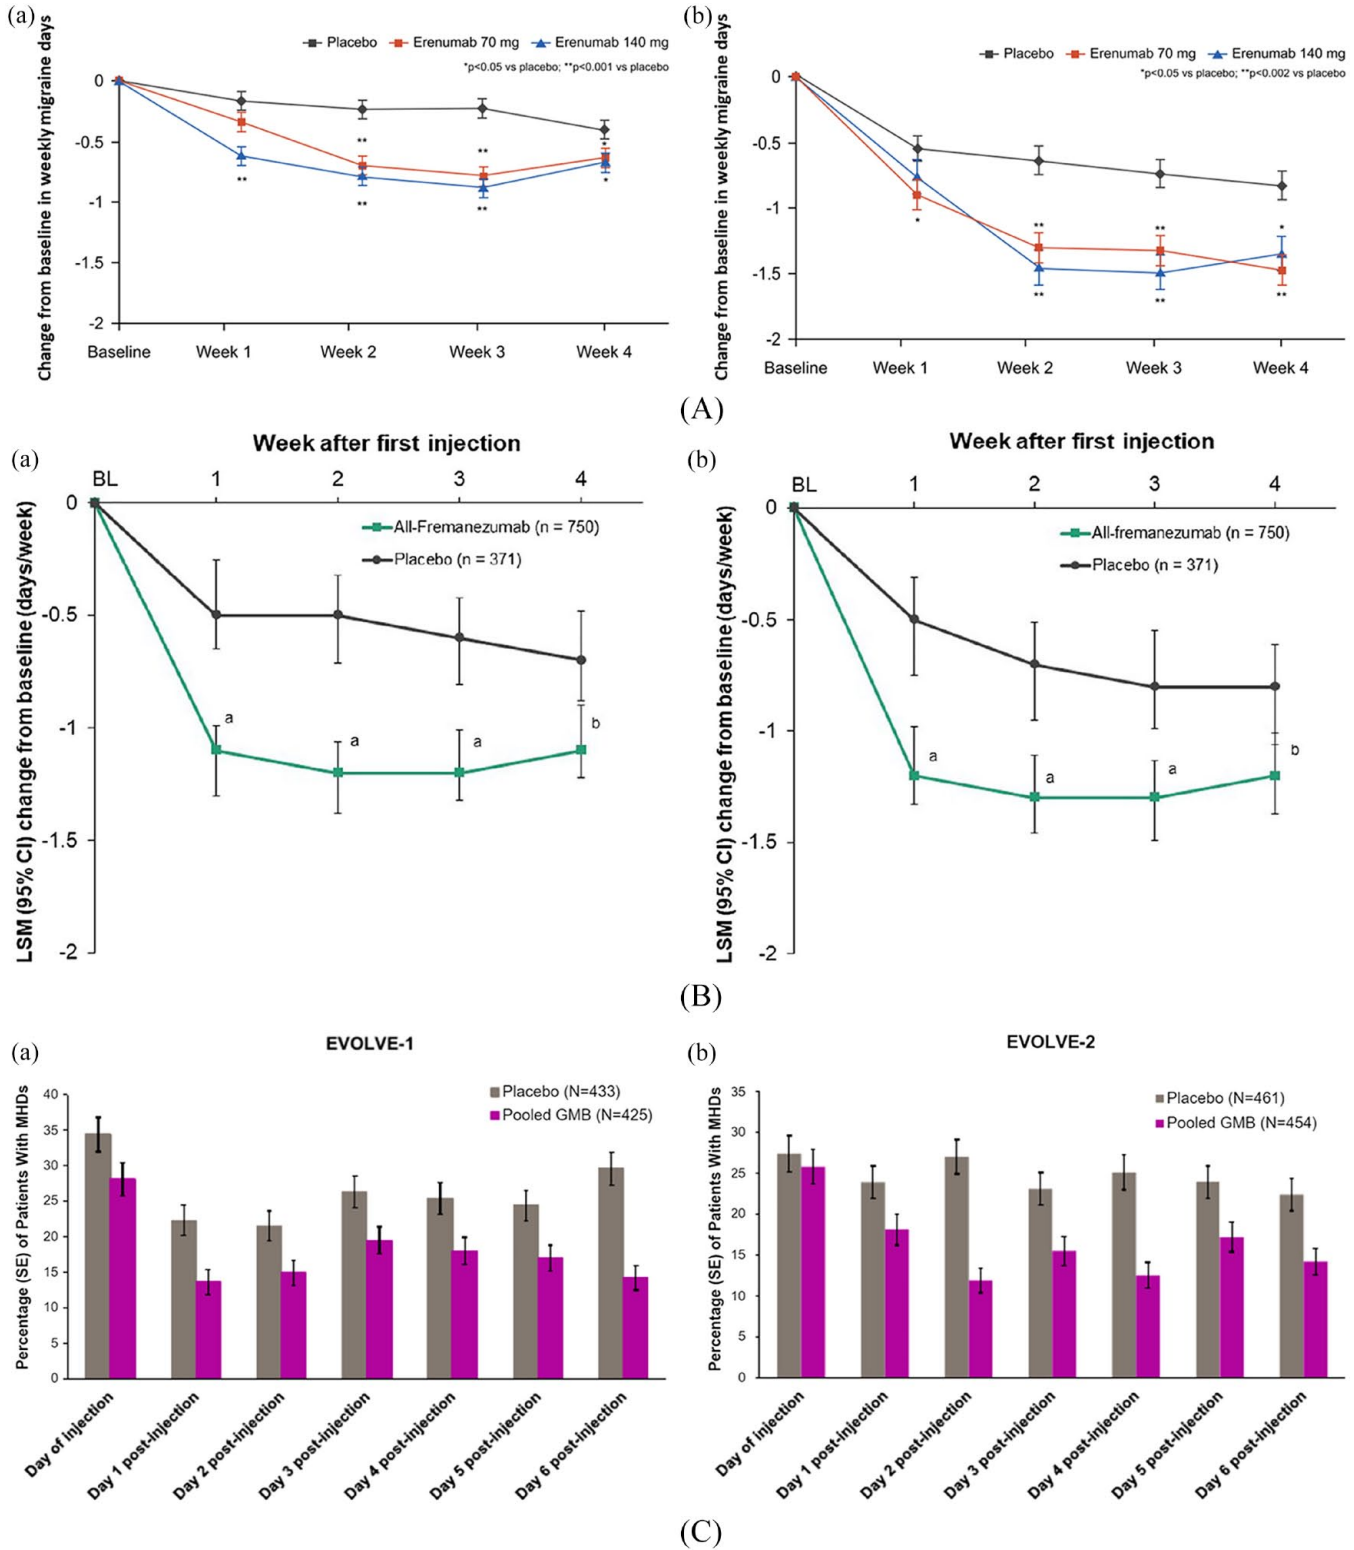 (a)
Change from baseline in weekly migraine days
Placebo Erenumab 70 mg Erenumab 140 mg
*p<0.05 vs placebo; **p<0.001 vs placebo
0
-0.5
-1
-1.5
-2
** ** ** ** ** * *
Baseline Week 1 Week 2 Week 3 Week 4
(b)
Change from baseline in weekly migraine days
Placebo Erenumab 70 mg Erenumab 140 mg
*p<0.05 vs placebo; **p<0.002 vs placebo
0
-0.5
-1
-1.5
-2
* ** ** ** ** * **
Baseline Week 1 Week 2 Week 3 Week 4
(A)
(a)
Week after first injection
BL 1 2 3 4
LSM (95% CI) change from baseline (days/week)
0
-0.5
-1
-1.5
-2
All-Fremanezumab (n = 750)
Placebo (n = 371)
a a a b
(b)
Week after first injection
BL 1 2 3 4
LSM (95% CI) change from baseline (days/week)
0
-0.5
-1
-1.5
-2
All-fremanezumab (n = 750)
Placebo (n = 371)
a a a b
(B)
(a)
EVOLVE-1
Percentage (SE) of Patients With MHDs
Placebo (N=433)
Pooled GMB (N=425)
40
35
30
25
20
15
10
5
0
Day of injection
Day 1 post-injection
Day 2 post-injection
Day 3 post-injection
Day 4 post-injection
Day 5 post-injection
Day 6 post-injection
(b)
EVOLVE-2
Percentage (SE) of Patients With MHDs
Placebo (N=461)
Pooled GMB (N=454)
35
30
25
20
15
10
5
0
Day of injection
Day 1 post-injection
Day 2 post-injection
Day 3 post-injection
Day 4 post-injection
Day 5 post-injection
Day 6 post-injection
(C)